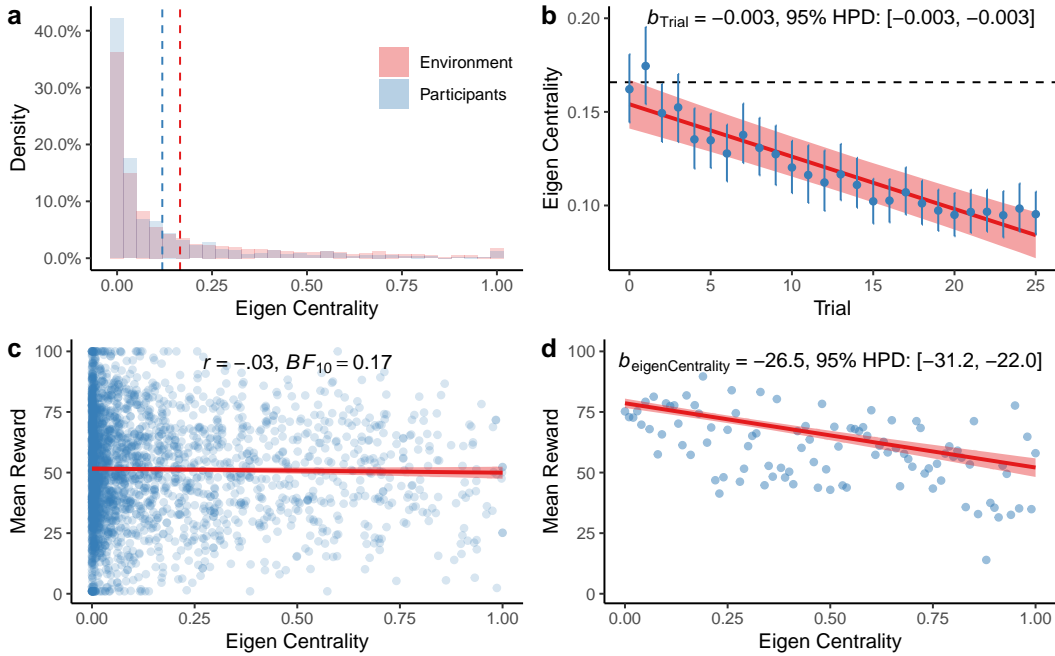 a
40.0%
30.0%
20.0%
10.0%
0.0%
Density
0.00
0.25
0.50
0.75
1.00
Eigen Centrality
Environment
Participants
b
b_Trial = −0.003, 95% HPD: [−0.003, −0.003]
0.20
0.15
0.10
Eigen Centrality
0
5
10
15
20
25
Trial
c
r = −.03, BF_10 = 0.17
100
75
50
25
0
Mean Reward
0.00
0.25
0.50
0.75
1.00
Eigen Centrality
d
b_eigenCentrality = −26.5, 95% HPD: [−31.2, −22.0]
100
75
50
25
0
Mean Reward
0.00
0.25
0.50
0.75
1.00
Eigen Centrality